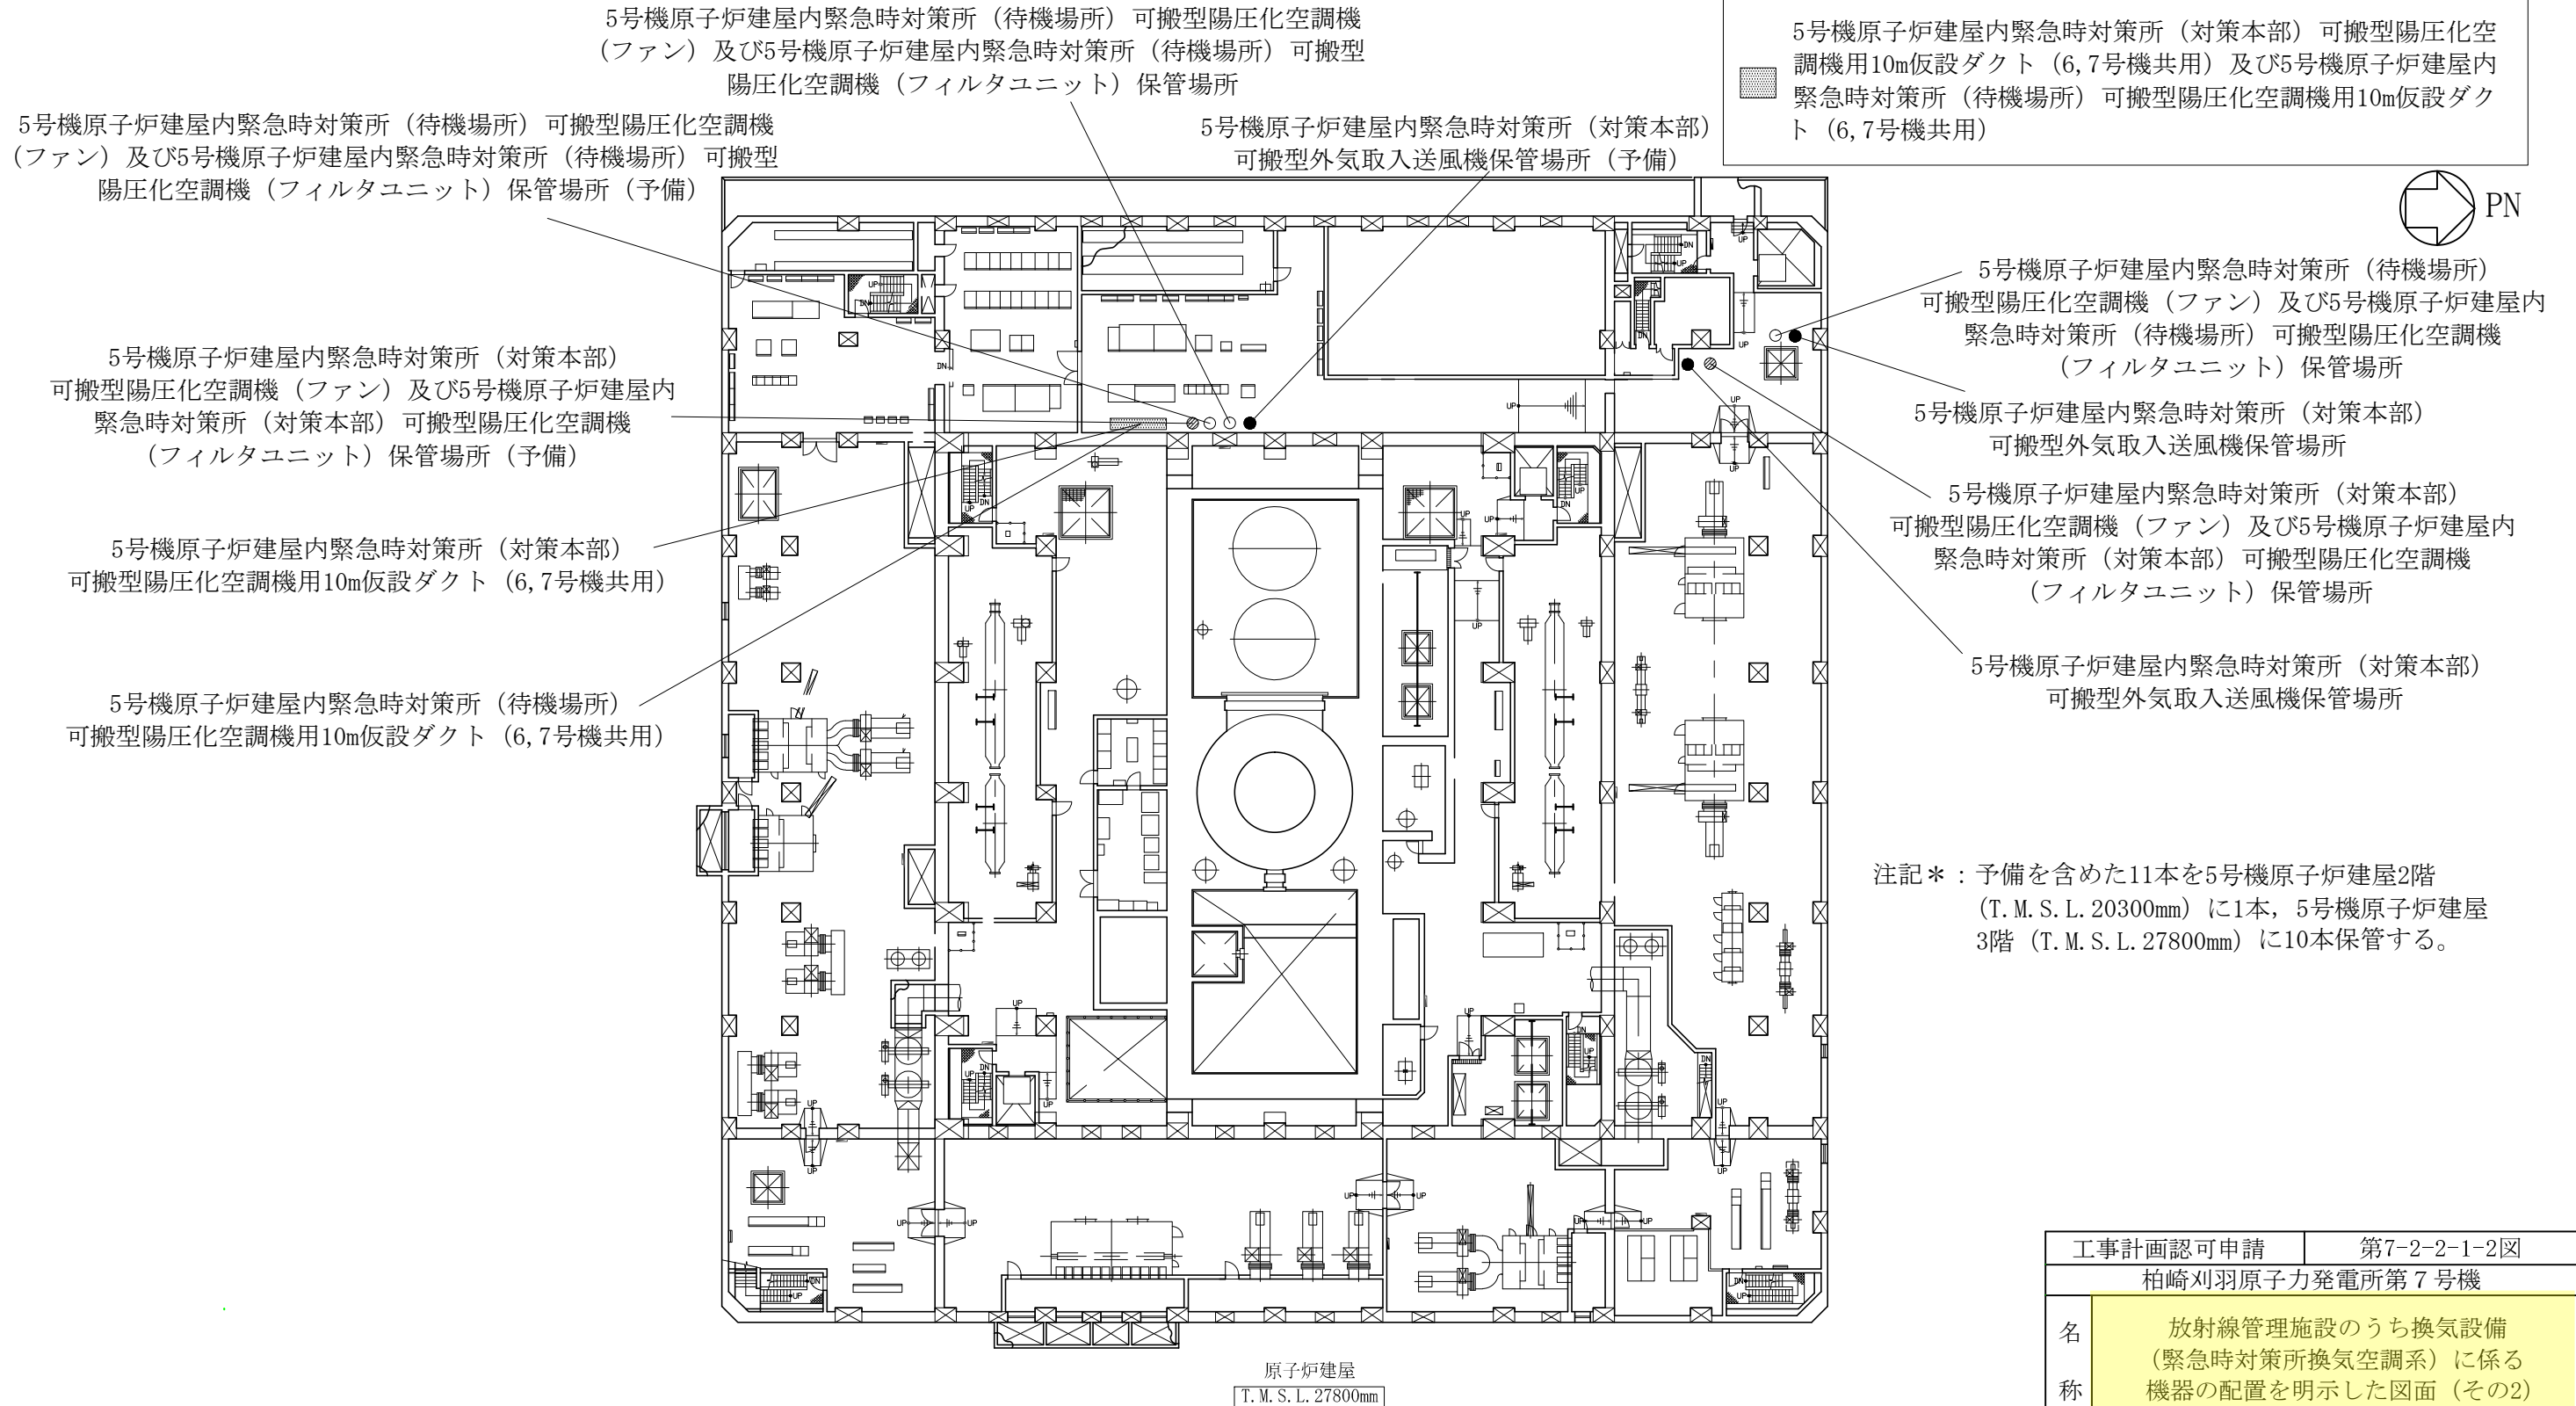 5号機原子炉建屋内緊急時対策所（待機場所）可搬型陽圧化空調機
（ファン）及び5号機原子炉建屋内緊急時対策所（待機場所）可搬型
陽圧化空調機（フィルタユニット）保管場所
5号機原子炉建屋内緊急時対策所（対策本部）可搬型陽圧化空
調機用10m仮設ダクト（6,7号機共用）及び5号機原子炉建屋内
緊急時対策所（待機場所）可搬型陽圧化空調機用10m仮設ダク
ト（6,7号機共用）
5号機原子炉建屋内緊急時対策所（待機場所）可搬型陽圧化空調機
（ファン）及び5号機原子炉建屋内緊急時対策所（待機場所）可搬型
陽圧化空調機（フィルタユニット）保管場所（予備）
5号機原子炉建屋内緊急時対策所（対策本部）
可搬型外気取入送風機保管場所（予備）
PN
5号機原子炉建屋内緊急時対策所（待機場所）
可搬型陽圧化空調機（ファン）及び5号機原子炉建屋内
緊急時対策所（待機場所）可搬型陽圧化空調機
（フィルタユニット）保管場所
5号機原子炉建屋内緊急時対策所（対策本部）
可搬型陽圧化空調機（ファン）及び5号機原子炉建屋内
緊急時対策所（対策本部）可搬型陽圧化空調機
（フィルタユニット）保管場所（予備）
5号機原子炉建屋内緊急時対策所（対策本部）
可搬型外気取入送風機保管場所
5号機原子炉建屋内緊急時対策所（対策本部）
可搬型陽圧化空調機（ファン）及び5号機原子炉建屋内
緊急時対策所（対策本部）可搬型陽圧化空調機
（フィルタユニット）保管場所
5号機原子炉建屋内緊急時対策所（対策本部）
可搬型陽圧化空調機用10m仮設ダクト（6,7号機共用）
5号機原子炉建屋内緊急時対策所（対策本部）
可搬型外気取入送風機保管場所
5号機原子炉建屋内緊急時対策所（待機場所）
可搬型陽圧化空調機用10m仮設ダクト（6,7号機共用）
注記＊：予備を含めた11本を5号機原子炉建屋2階
（T.M.S.L.20300mm）に1本，5号機原子炉建屋
3階（T.M.S.L.27800mm）に10本保管する。
原子炉建屋
T.M.S.L.27800mm
工事計画認可申請 第7-2-2-1-2図
柏崎刈羽原子力発電所第７号機
名称
放射線管理施設のうち換気設備
（緊急時対策所換気空調系）に係る
機器の配置を明示した図面（その2）